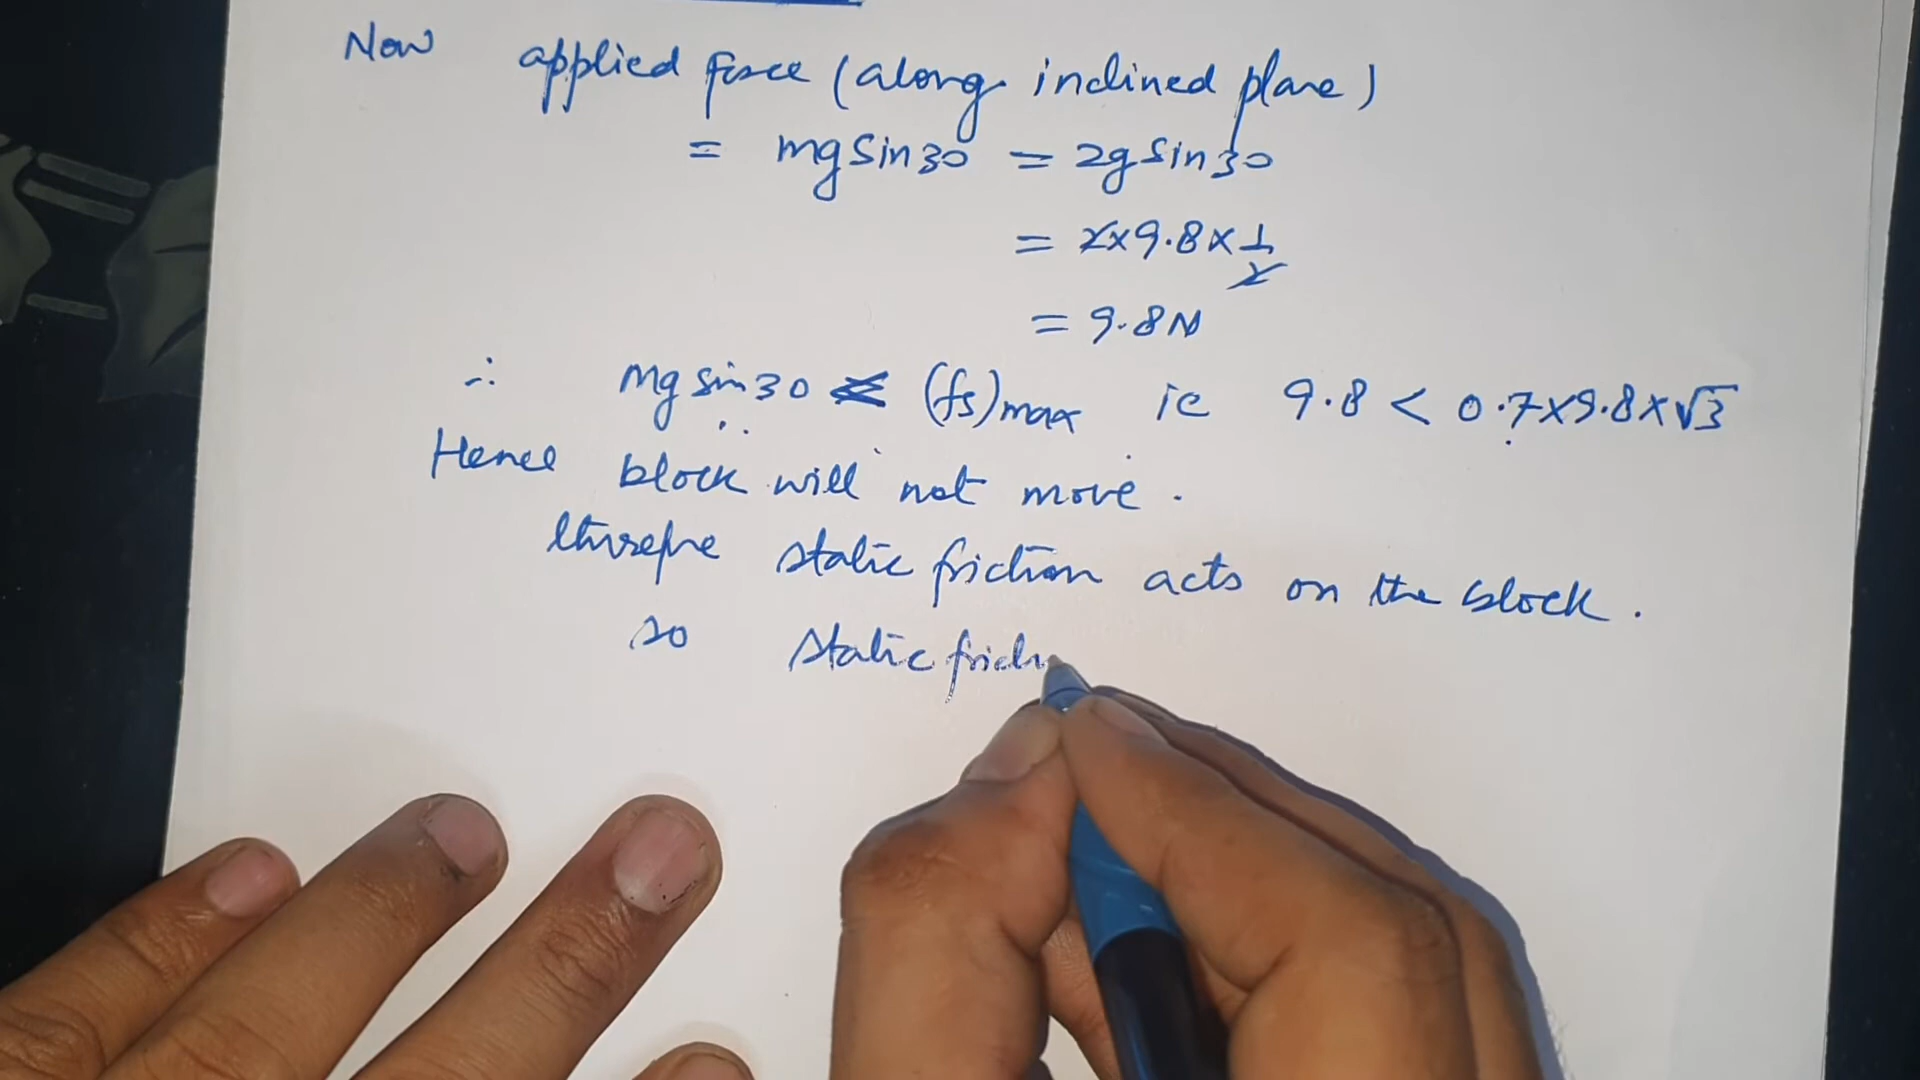 Now applied force (along inclined plane)
= mg sin 30 = 2g sin 30
= 2×9.8×1/2
= 9.8N
∴ mg sin 30 < (fs)max ie 9.8 < 0.7×9.8×√3
Hence block will not move.
therefore static friction acts on the block.
so static fricti